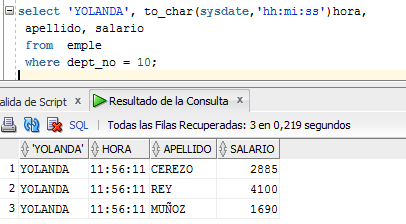 select 'YOLANDA', to_char(sysdate,'hh:mi:ss')hora,
apellido, salario
from emple
where dept_no = 10;
alida de Script x Resultado de la Consulta x
SQL | Todas las Filas Recuperadas: 3 en 0,219 segundos
'YOLANDA' HORA APELLIDO SALARIO
1 YOLANDA 11:56:11 CEREZO 2885
2 YOLANDA 11:56:11 REY 4100
3 YOLANDA 11:56:11 MUÑOZ 1690